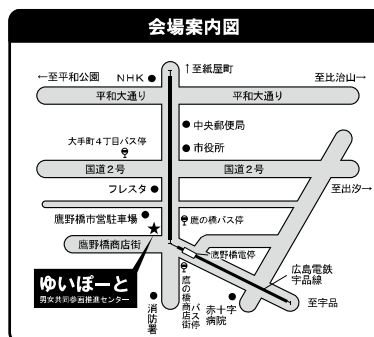 会場案内図
↑至紙屋町
←至平和公園
NHK
至比治山→
平和大通り
平和大通り
中央郵便局
大手町4丁目バス停
市役所
国道2号
国道2号
フレスタ
至出汐→
鷹野橋市営駐車場
鷹の橋バス停
鷹野橋商店街
鷹野橋電停
ゆいぽーと
男女共同参画推進センター
広島電鉄
宇品線
至宇品
消防署
鷹の橋商店街
バス停
赤十字
病院